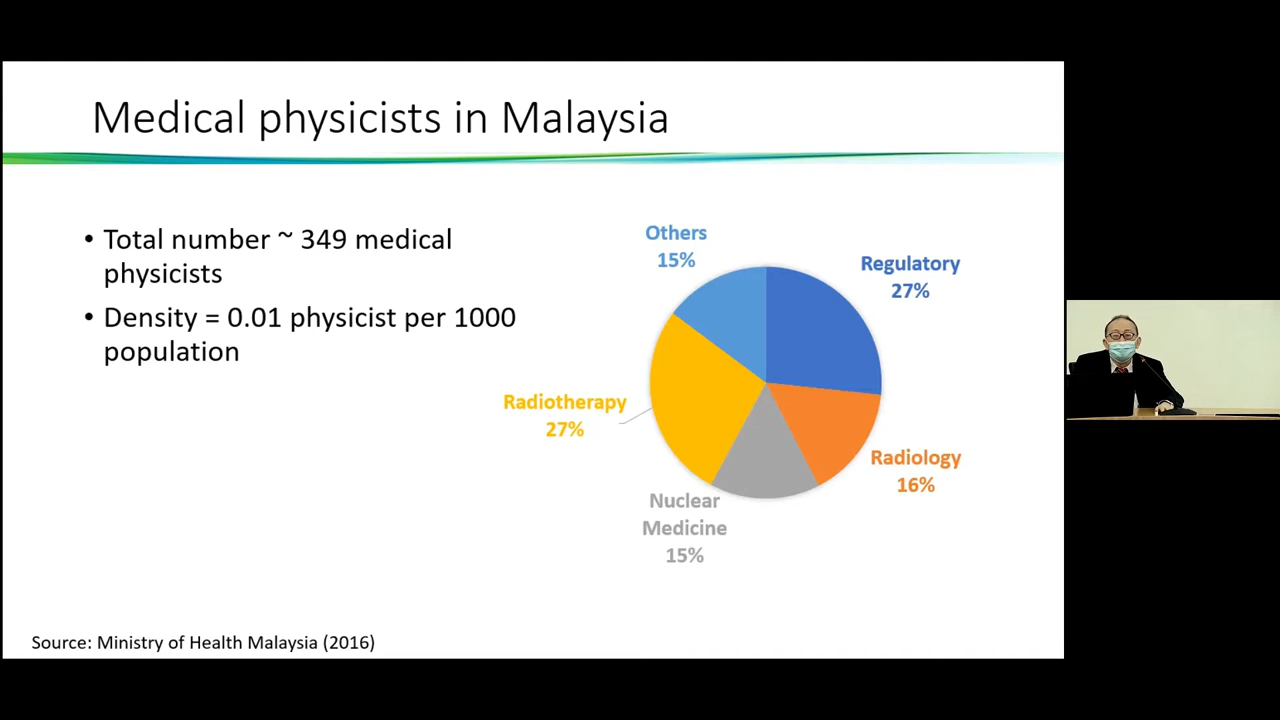 Medical physicists in Malaysia
• Total number ~ 349 medical
physicists
• Density = 0.01 physicist per 1000
population
Others
15%
Regulatory
27%
Radiotherapy
27%
Radiology
16%
Nuclear
Medicine
15%
Source: Ministry of Health Malaysia (2016)